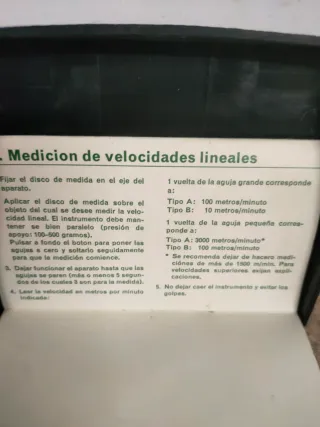 . Medicion de velocidades lineales
Fijar el disco de medida en el eje del
aparato.
Aplicar el disco de medida sobre el
objeto del cual se desee medir la velo-
cidad lineal. El instrumento debe man-
tener se bien paralelo (presión de
apoyo: 100-500 gramos).
Pulsar a fondo el boton para poner las
agujas a cero y soltarlo seguidamente
para que la medición comience.
3. Dejar funcionar el aparato hasta que las
agujas se paren (más o menos 5 segun-
dos de los cuales 5 son para la medida).
4. Leer la velocidad en metros por minuto
indicada:
1 vuelta de la aguja grande corresponde
a:
Tipo A: 100 metros/minuto
Tipo B: 10 metros/minuto
1 vuelta de la aguja pequeña corres-
ponde a:
Tipo A: 3000 metros/minuto*
Tipo B: 100 metros/minuto
* Se recomenda dejar de hacero medi-
ciónes de más de 1500 m/min. Para
velocidades superiores exijan expli-
caciones.
5. No dejar caer el instrumento y evitar los
golpes.